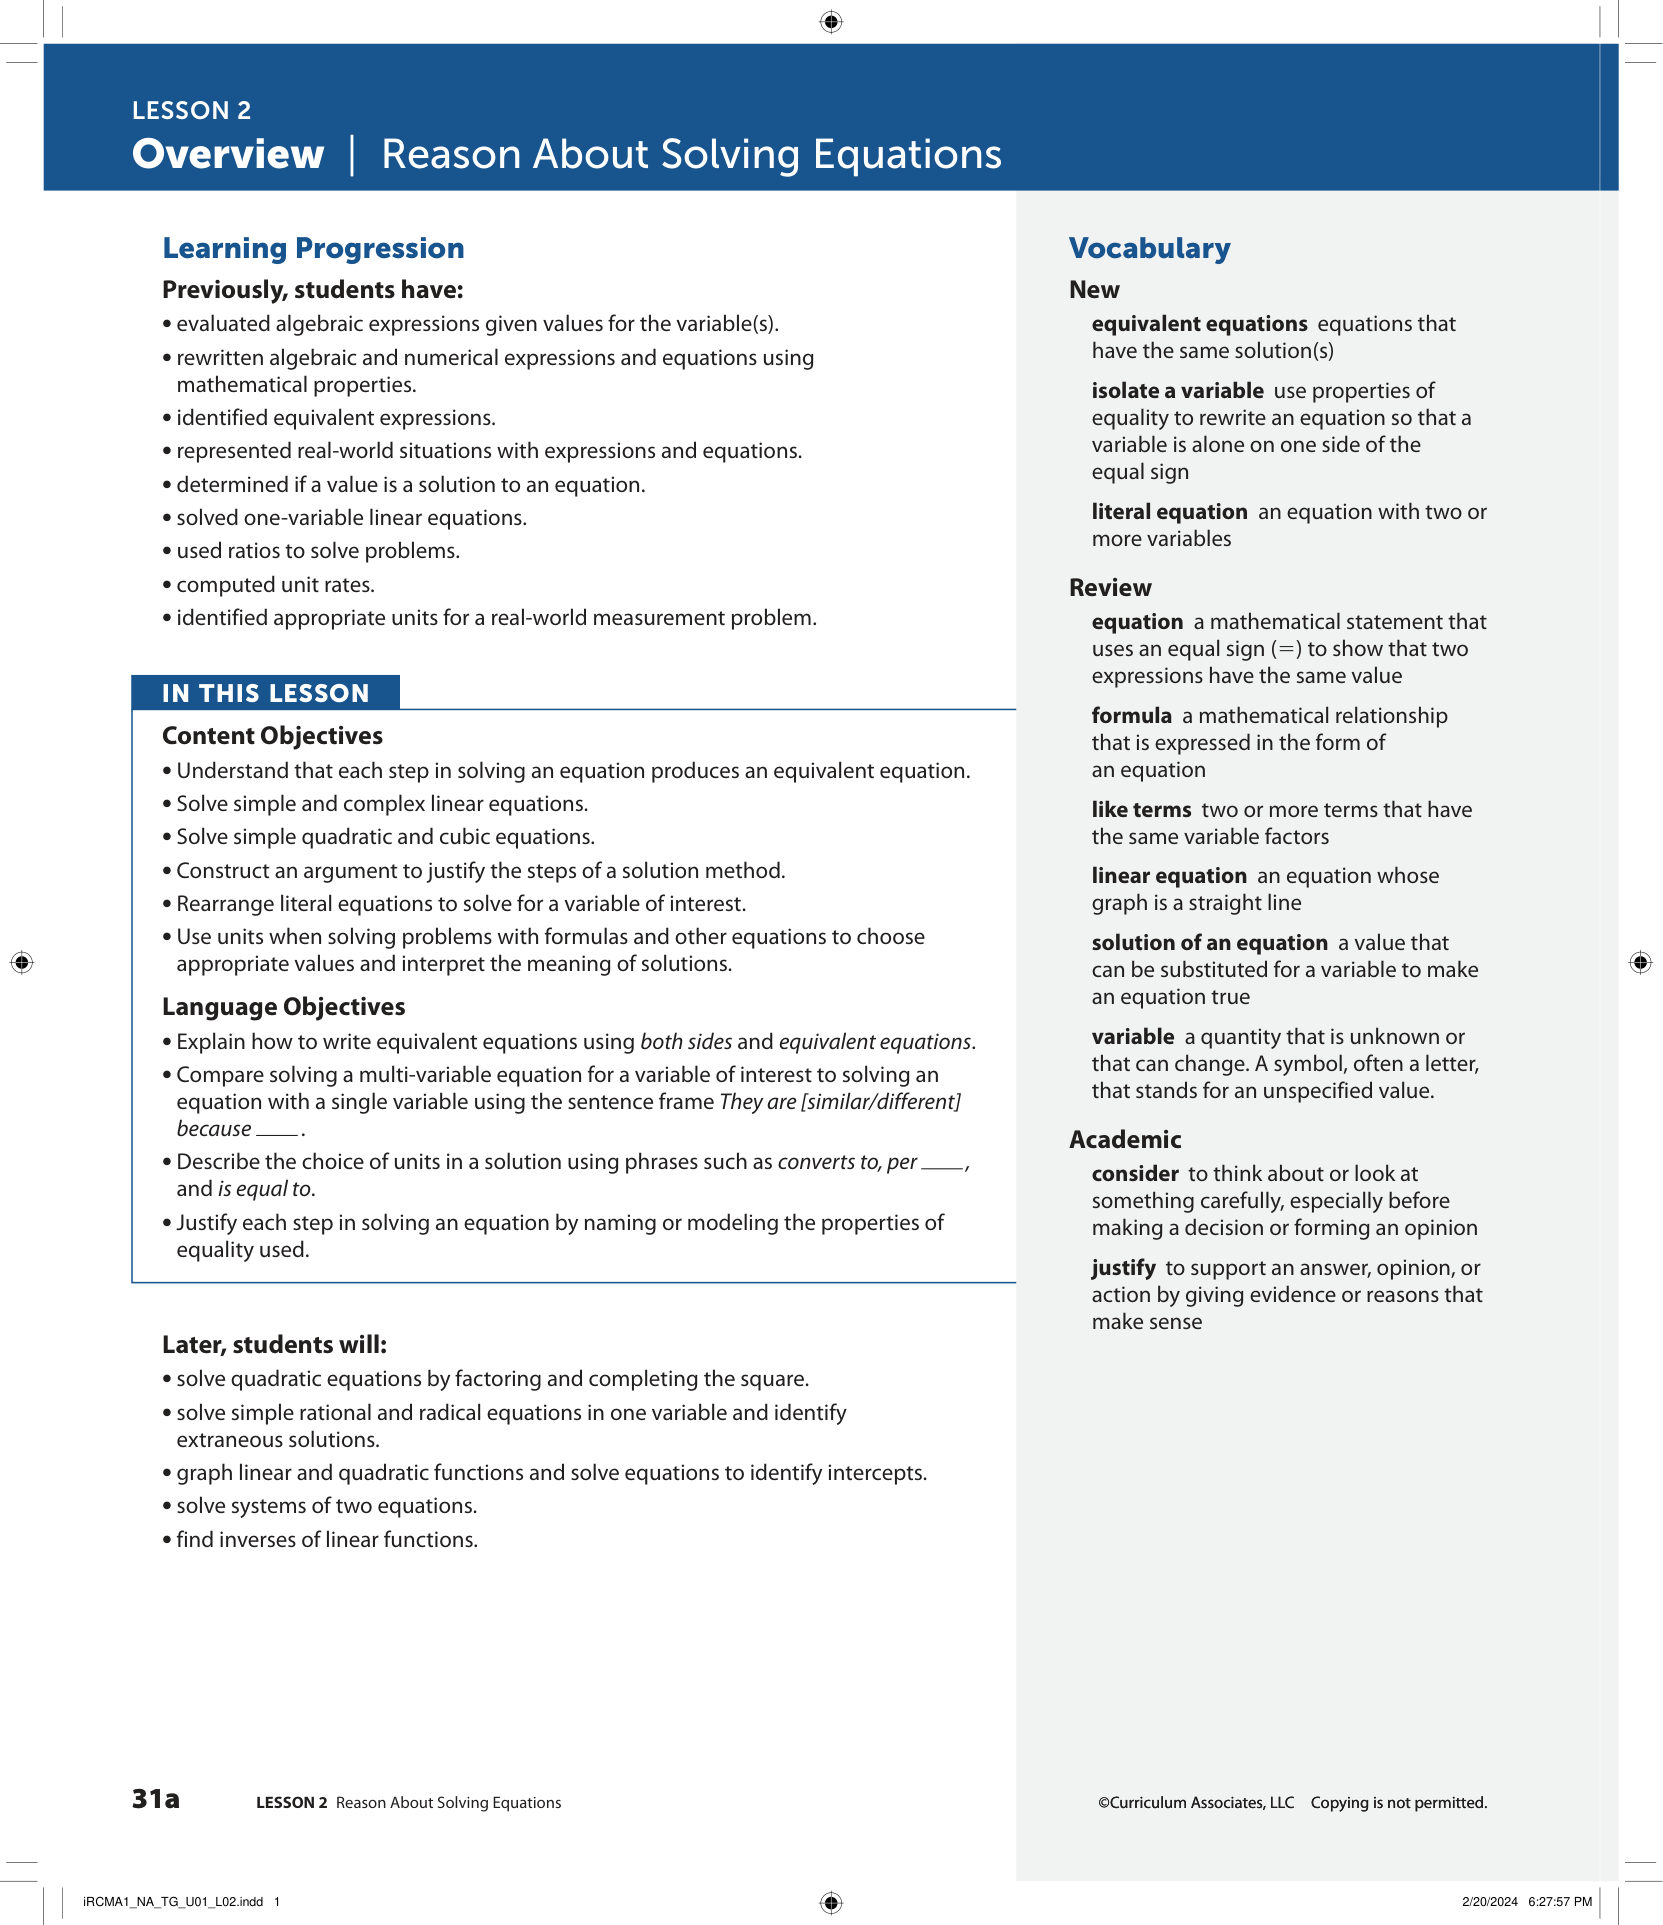 LESSON 2
Overview | Reason About Solving Equations
Learning Progression
Previously, students have:
• evaluated algebraic expressions given values for the variable(s).
• rewritten algebraic and numerical expressions and equations using
mathematical properties.
• identified equivalent expressions.
• represented real-world situations with expressions and equations.
• determined if a value is a solution to an equation.
• solved one-variable linear equations.
• used ratios to solve problems.
• computed unit rates.
• identified appropriate units for a real-world measurement problem.
IN THIS LESSON
Content Objectives
• Understand that each step in solving an equation produces an equivalent equation.
• Solve simple and complex linear equations.
• Solve simple quadratic and cubic equations.
• Construct an argument to justify the steps of a solution method.
• Rearrange literal equations to solve for a variable of interest.
• Use units when solving problems with formulas and other equations to choose
appropriate values and interpret the meaning of solutions.
Language Objectives
• Explain how to write equivalent equations using both sides and equivalent equations.
• Compare solving a multi-variable equation for a variable of interest to solving an
equation with a single variable using the sentence frame They are [similar/different]
because ____ .
• Describe the choice of units in a solution using phrases such as converts to, per ____ ,
and is equal to.
• Justify each step in solving an equation by naming or modeling the properties of
equality used.
Later, students will:
• solve quadratic equations by factoring and completing the square.
• solve simple rational and radical equations in one variable and identify
extraneous solutions.
• graph linear and quadratic functions and solve equations to identify intercepts.
• solve systems of two equations.
• find inverses of linear functions.
Vocabulary
New
equivalent equations equations that
have the same solution(s)
isolate a variable use properties of
equality to rewrite an equation so that a
variable is alone on one side of the
equal sign
literal equation an equation with two or
more variables
Review
equation a mathematical statement that
uses an equal sign (=) to show that two
expressions have the same value
formula a mathematical relationship
that is expressed in the form of
an equation
like terms two or more terms that have
the same variable factors
linear equation an equation whose
graph is a straight line
solution of an equation a value that
can be substituted for a variable to make
an equation true
variable a quantity that is unknown or
that can change. A symbol, often a letter,
that stands for an unspecified value.
Academic
consider to think about or look at
something carefully, especially before
making a decision or forming an opinion
justify to support an answer, opinion, or
action by giving evidence or reasons that
make sense
31a LESSON 2 Reason About Solving Equations
©Curriculum Associates, LLC Copying is not permitted.
iRCMA1_NA_TG_U01_L02.indd 1
2/20/2024 6:27:57 PM